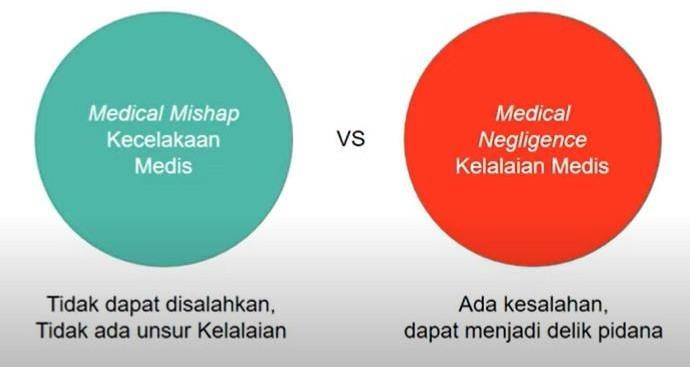 Medical Mishap
Kecelakaan
Medis
VS
Medical
Negligence
Kelalaian Medis
Tidak dapat disalahkan,
Tidak ada unsur Kelalaian
Ada kesalahan,
dapat menjadi delik pidana